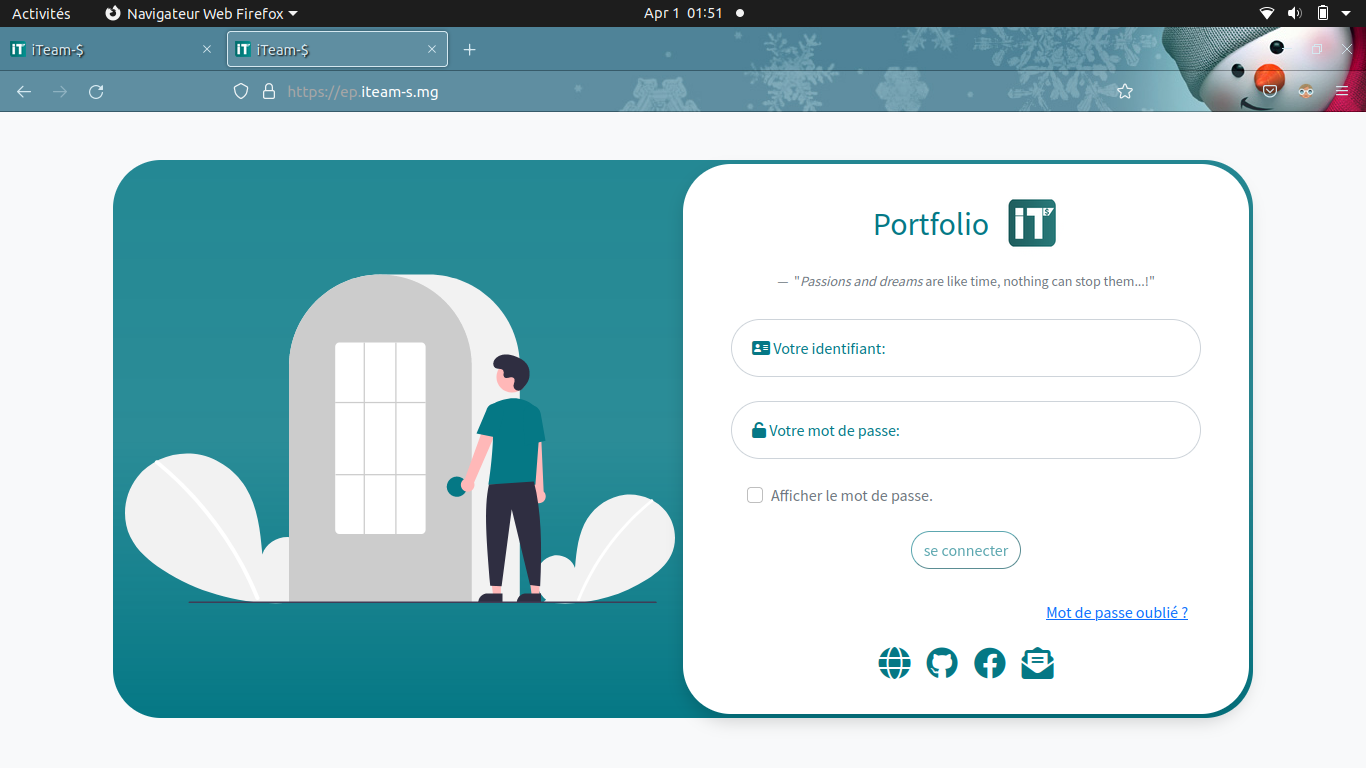 Activités Navigateur Web Firefox Apr 1 01:51
iT iTeam-$ iT iTeam-$
https://ep.iteam-s.mg
Portfolio iT$
— "Passions and dreams are like time, nothing can stop them...!"
Votre identifiant:
Votre mot de passe:
Afficher le mot de passe.
se connecter
Mot de passe oublié ?